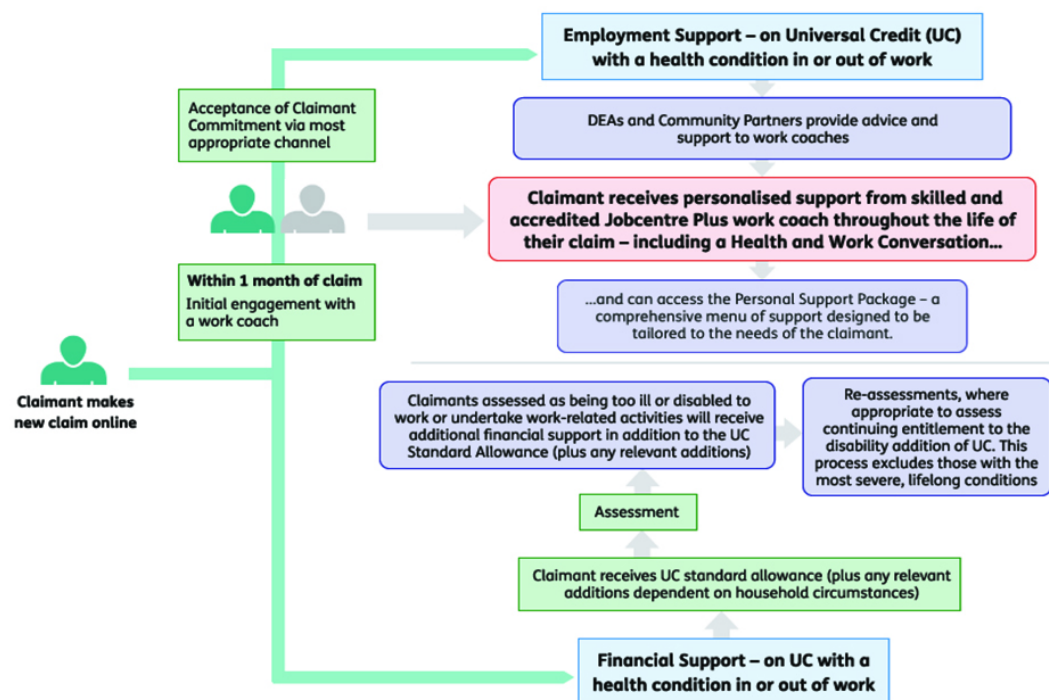 Employment Support – on Universal Credit (UC)
with a health condition in or out of work
Acceptance of Claimant
Commitment via most
appropriate channel
DEAs and Community Partners provide advice and
support to work coaches
Claimant receives personalised support from skilled and
accredited Jobcentre Plus work coach throughout the life of
their claim – including a Health and Work Conversation...
Within 1 month of claim
Initial engagement with
a work coach
...and can access the Personal Support Package – a
comprehensive menu of support designed to be
tailored to the needs of the claimant.
Claimant makes
new claim online
Claimants assessed as being too ill or disabled to
work or undertake work-related activities will receive
additional financial support in addition to the UC
Standard Allowance (plus any relevant additions)
Re-assessments, where
appropriate to assess
continuing entitlement to the
disability addition of UC. This
process excludes those with the
most severe, lifelong conditions
Assessment
Claimant receives UC standard allowance (plus any relevant
additions dependent on household circumstances)
Financial Support – on UC with a
health condition in or out of work